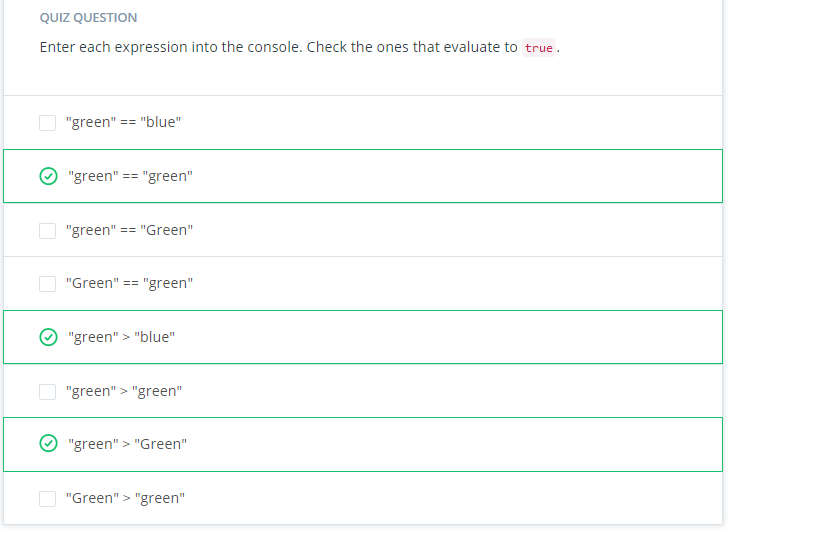 QUIZ QUESTION
Enter each expression into the console. Check the ones that evaluate to true.
"green" == "blue"
"green" == "green"
"green" == "Green"
"Green" == "green"
"green" > "blue"
"green" > "green"
"green" > "Green"
"Green" > "green"